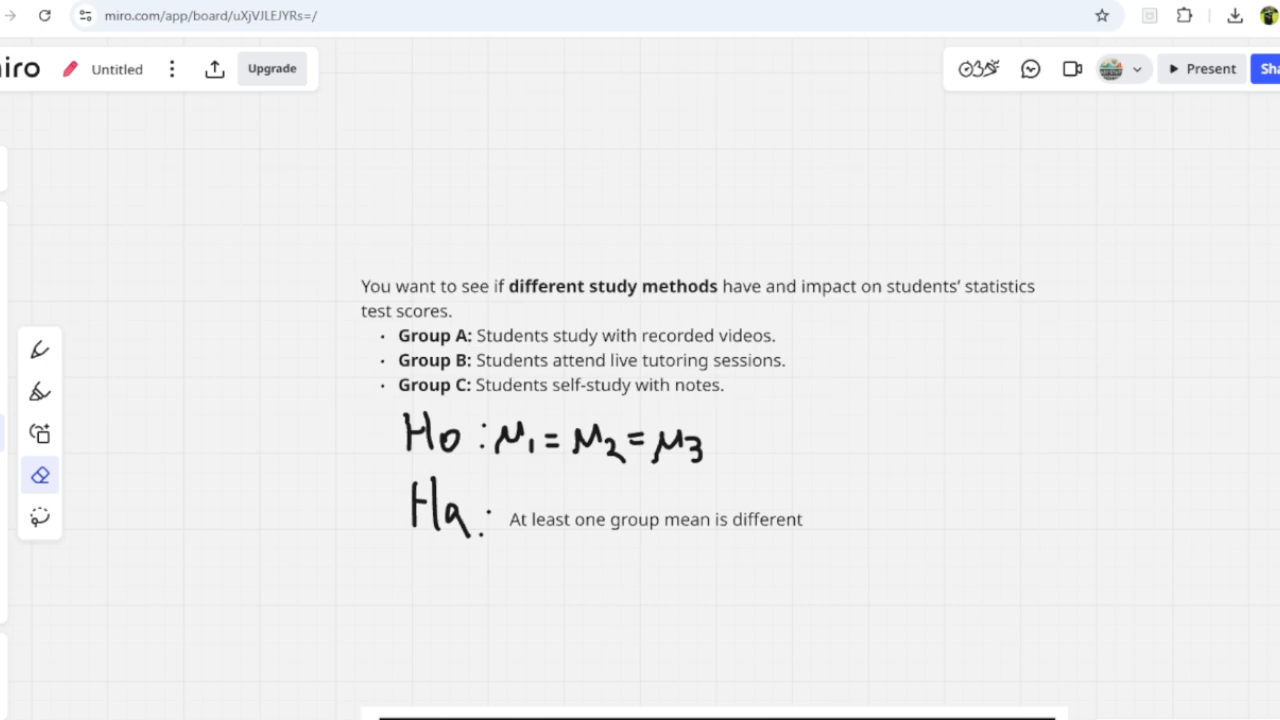 miro.com/app/board/uXjVJLEJYRs=/
iro Untitled Upgrade Present Sha
You want to see if different study methods have and impact on students' statistics
test scores.
· Group A: Students study with recorded videos.
· Group B: Students attend live tutoring sessions.
· Group C: Students self-study with notes.
Ho : μ1 = μ2 = μ3
Ha : At least one group mean is different